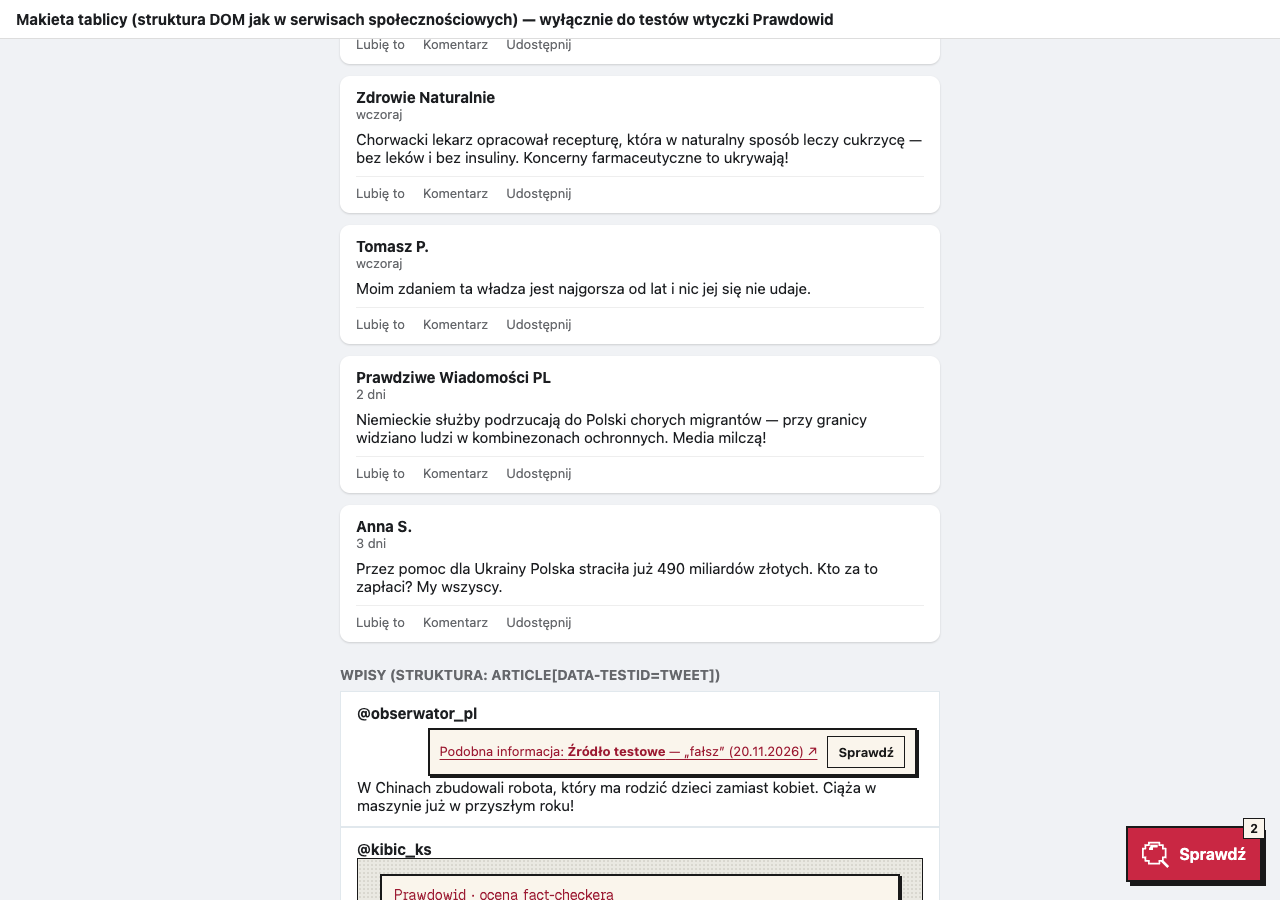 Makieta tablicy (struktura DOM jak w serwisach społecznościowych) — wyłącznie do testów wtyczki Prawdowid
Lubię to Komentarz Udostępnij
Zdrowie Naturalnie
wczoraj
Chorwacki lekarz opracował recepturę, która w naturalny sposób leczy cukrzycę —
bez leków i bez insuliny. Koncerny farmaceutyczne to ukrywają!
Lubię to Komentarz Udostępnij
Tomasz P.
wczoraj
Moim zdaniem ta władza jest najgorsza od lat i nic jej się nie udaje.
Lubię to Komentarz Udostępnij
Prawdziwe Wiadomości PL
2 dni
Niemieckie służby podrzucają do Polski chorych migrantów — przy granicy
widziano ludzi w kombinezonach ochronnych. Media milczą!
Lubię to Komentarz Udostępnij
Anna S.
3 dni
Przez pomoc dla Ukrainy Polska straciła już 490 miliardów złotych. Kto za to
zapłaci? My wszyscy.
Lubię to Komentarz Udostępnij
WPISY (STRUKTURA: ARTICLE[DATA-TESTID=TWEET])
@obserwator_pl
Podobna informacja: Źródło testowe — „fałsz” (20.11.2026) ↗ Sprawdź
W Chinach zbudowali robota, który ma rodzić dzieci zamiast kobiet. Ciąża w
maszynie już w przyszłym roku!
@kibic_ks
Prawdowid · ocena fact-checkera
2
Sprawdź